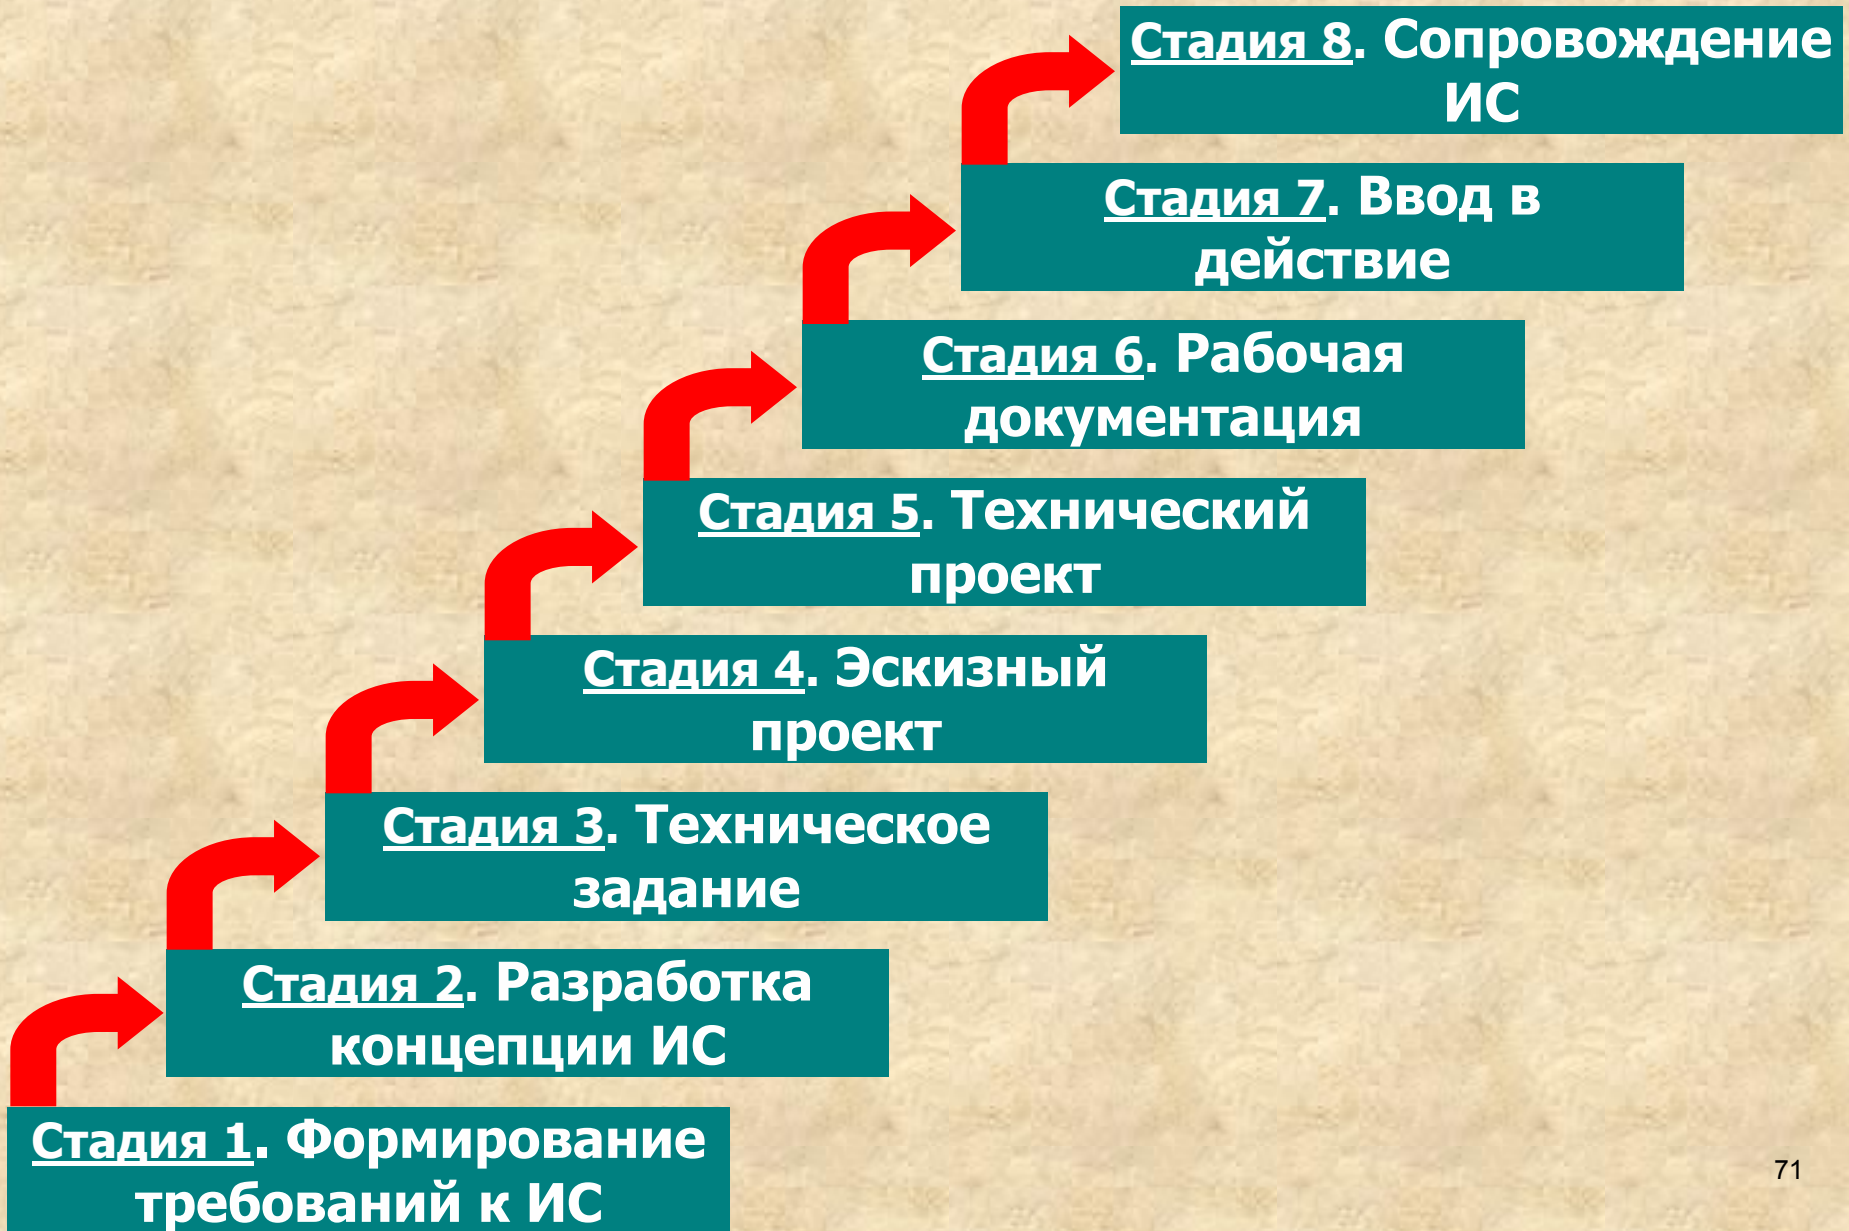 Стадия 8. Сопровождение
ИС
Стадия 7. Ввод в
действие
Стадия 6. Рабочая
документация
Стадия 5. Технический
проект
Стадия 4. Эскизный
проект
Стадия 3. Техническое
задание
Стадия 2. Разработка
концепции ИС
Стадия 1. Формирование
требований к ИС
71